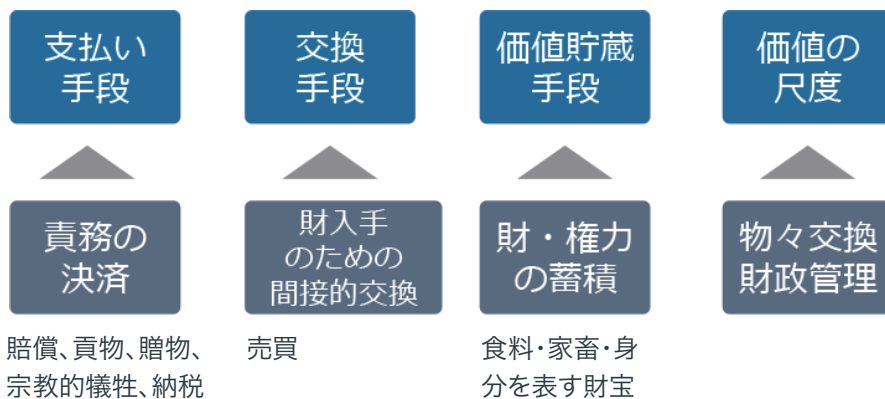 支払い
手段
交換
手段
価値貯蔵
手段
価値の
尺度
責務の
決済
財入手
のための
間接的交換
財・権力
の蓄積
物々交換
財政管理
賠償、貢物、贈物、
宗教的犠牲、納税
売買
食料・家畜・身
分を表す財宝